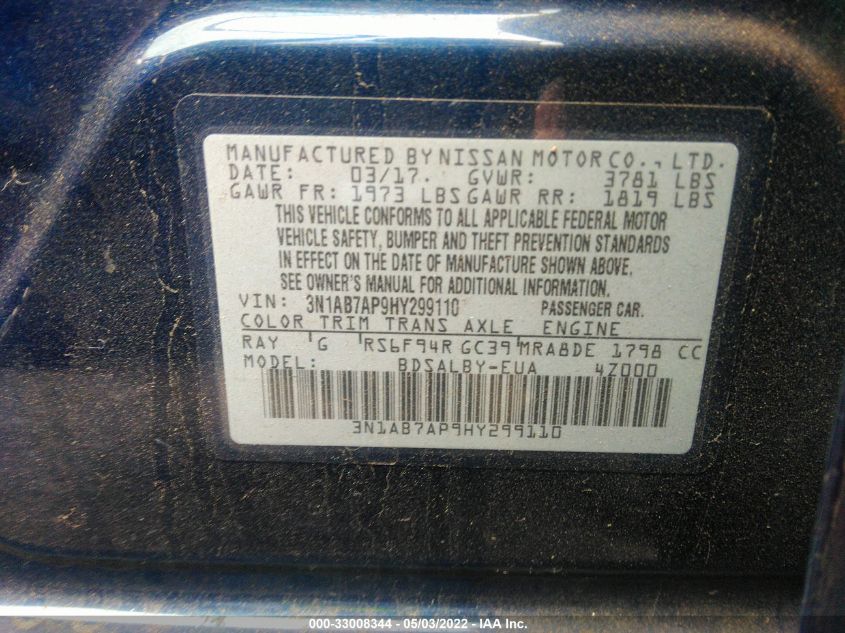 MANUFACTURED BY NISSAN MOTOR CO., LTD.
DATE: 03/17. GVWR: 3781 LBS
GAWR FR: 1973 LBS GAWR RR: 1819 LBS
THIS VEHICLE CONFORMS TO ALL APPLICABLE FEDERAL MOTOR
VEHICLE SAFETY, BUMPER AND THEFT PREVENTION STANDARDS
IN EFFECT ON THE DATE OF MANUFACTURE SHOWN ABOVE.
SEE OWNER'S MANUAL FOR ADDITIONAL INFORMATION.
VIN: 3N1AB7AP9HY299110 PASSENGER CAR.
COLOR TRIM TRANS AXLE ENGINE
RAY G RS6F94R GC39 MRA8DE 1798 CC
MODEL: BDSALBY-EUA 4Z000
3N1AB7AP9HY299110
000-33008344 - 05/03/2022 - IAA Inc.